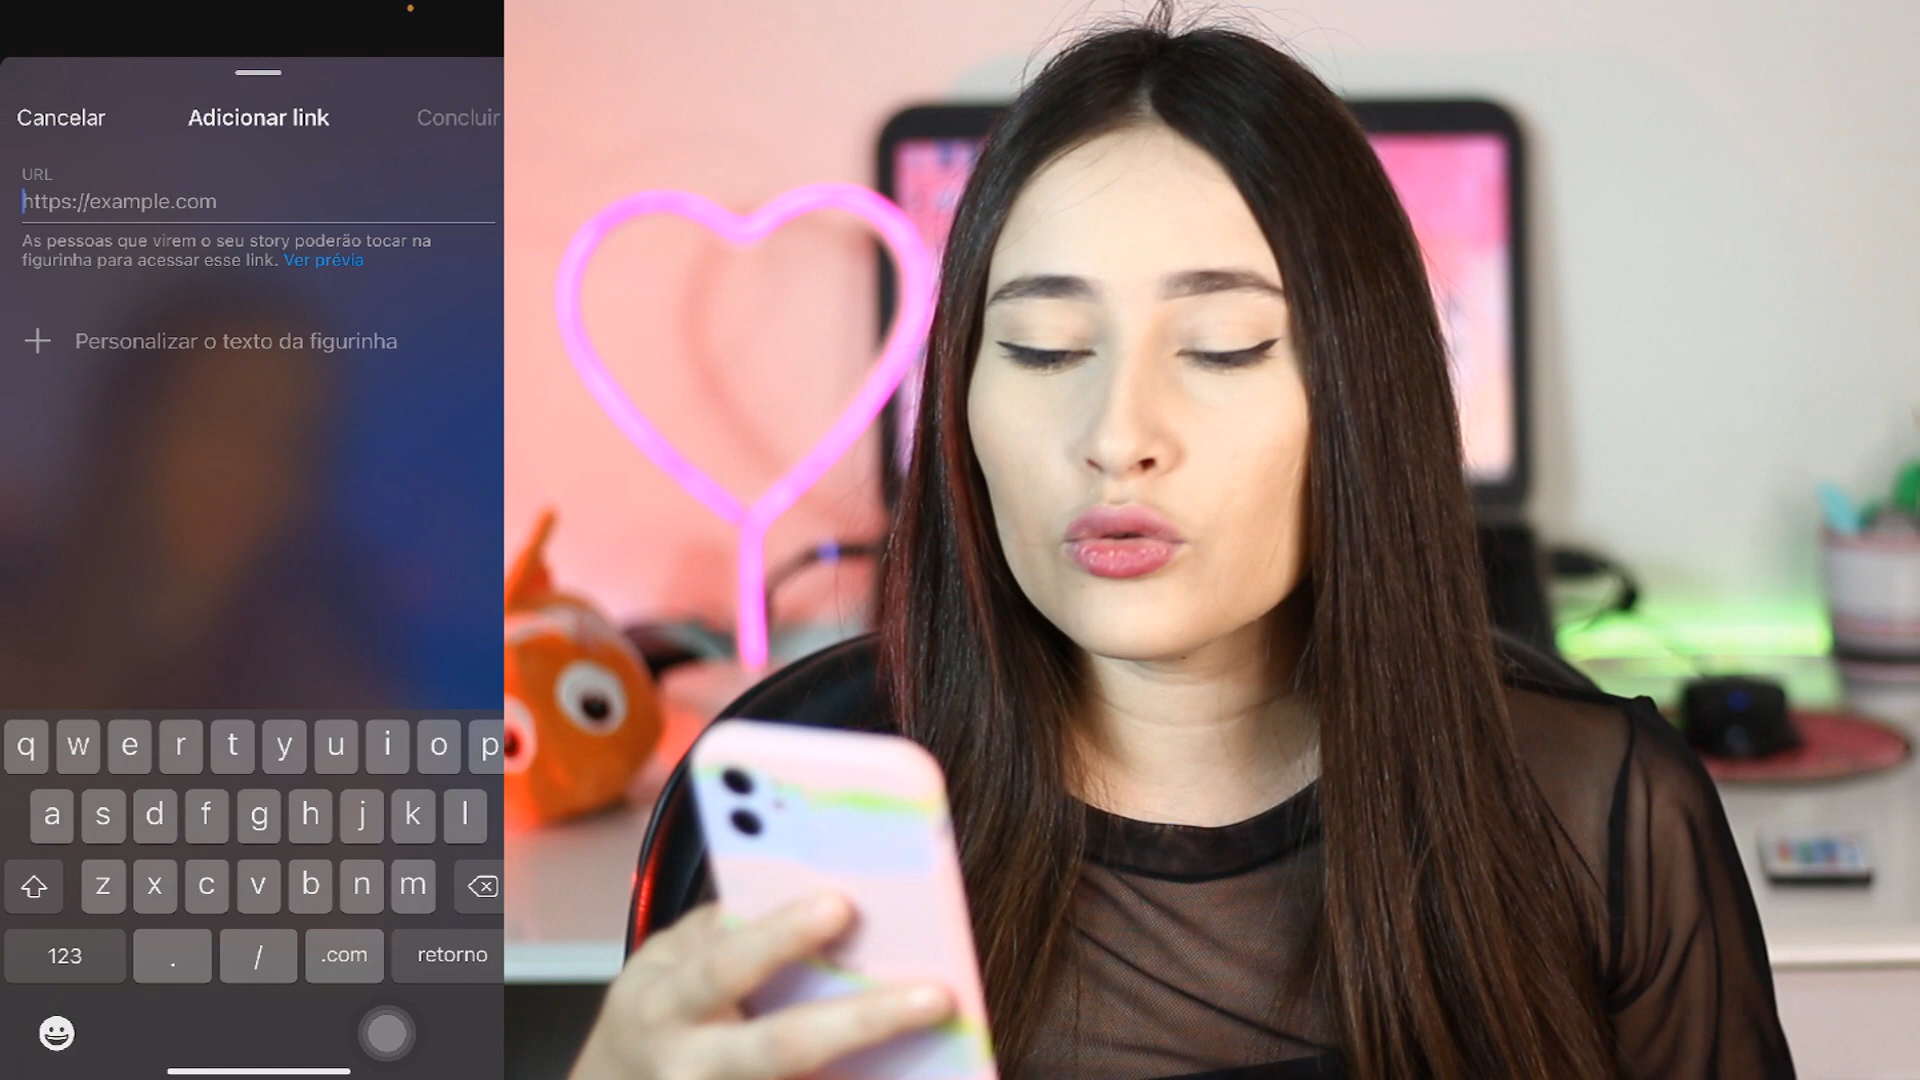 Cancelar Adicionar link Concluir
URL
https://example.com
As pessoas que virem o seu story poderão tocar na
figurinha para acessar esse link. Ver prévia
+ Personalizar o texto da figurinha
q w e r t y u i o p
a s d f g h j k l
z x c v b n m
123 . / .com retorno